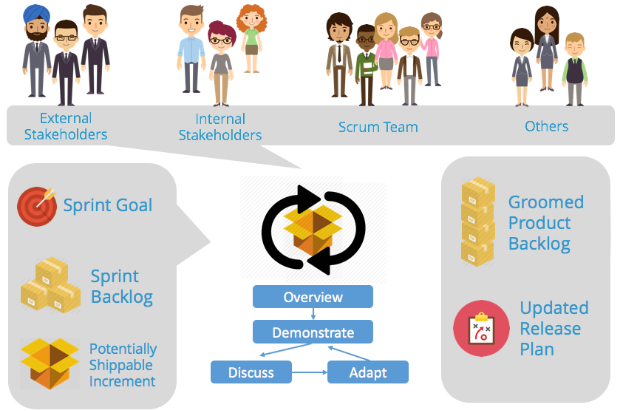 External
Stakeholders
Internal
Stakeholders
Scrum Team
Others
Sprint Goal
Sprint
Backlog
Potentially
Shippable
Increment
Overview
Demonstrate
Discuss
Adapt
Groomed
Product
Backlog
Updated
Release
Plan